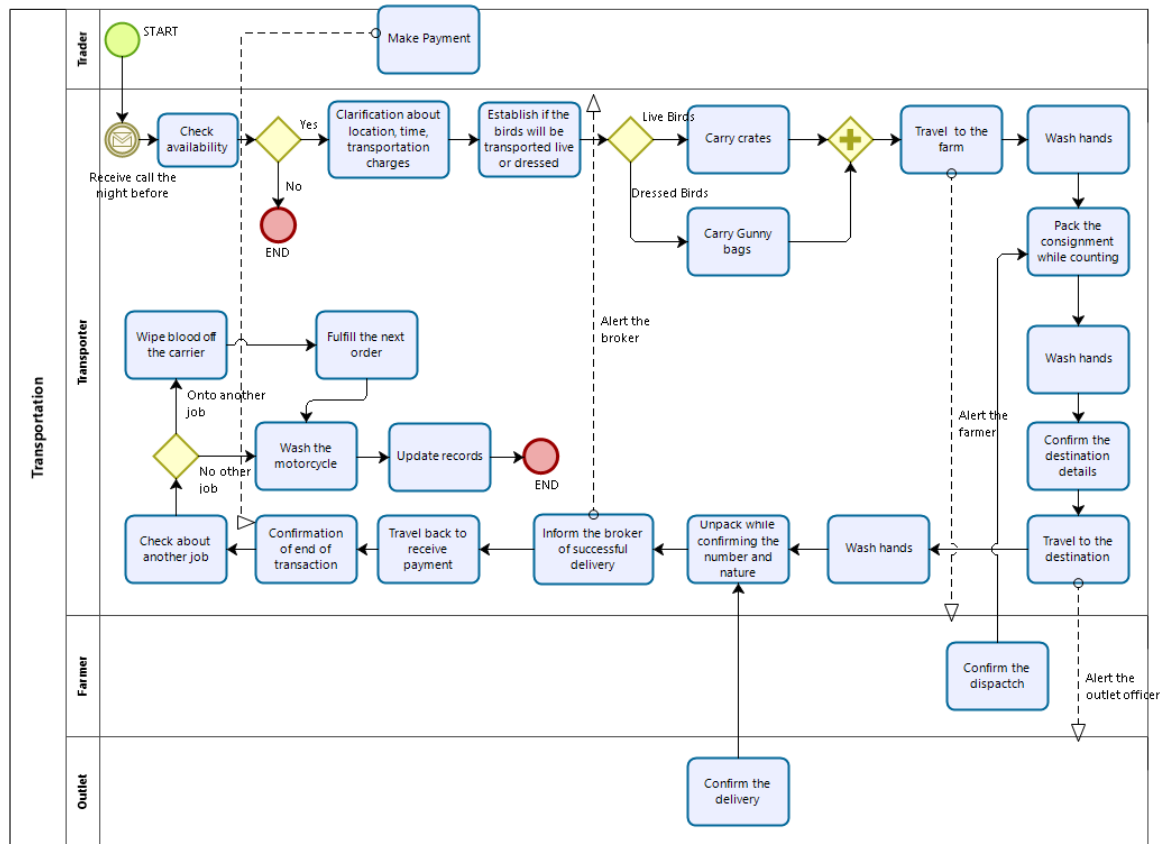 Transportation
Trader
START
Make Payment
Transporter
Receive call the
night before
Check
availability
Yes
No
END
Clarification about
location, time,
transportation
charges
Establish if the
birds will be
transported live
or dressed
Live Birds
Dressed Birds
Carry crates
Carry Gunny
bags
Travel to the
farm
Wash hands
Pack the
consignment
while counting
Wash hands
Confirm the
destination
details
Travel to the
destination
Alert the
farmer
Alert the
broker
Wipe blood off
the carrier
Fulfill the next
order
Onto another
job
No other
job
Wash the
motorcycle
Update records
END
Check about
another job
Confirmation
of end of
transaction
Travel back to
receive
payment
Inform the broker
of successful
delivery
Unpack while
confirming the
number and
nature
Wash hands
Farmer
Confirm the
dispactch
Alert the
outlet officer
Outlet
Confirm the
delivery